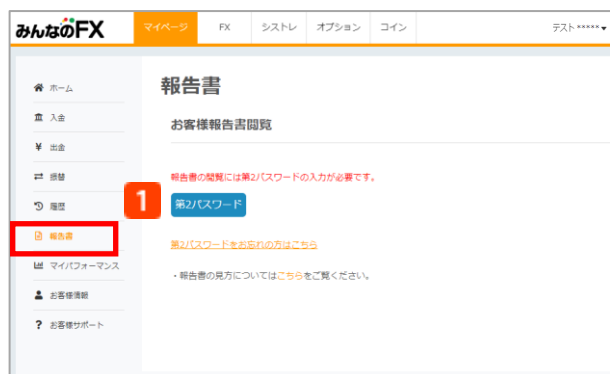 みんなのFX
マイページ FX シストレ オプション コイン テスト*****▼
ホーム
入金
出金
振替
履歴
報告書
マイパフォーマンス
お客様情報
お客様サポート
報告書
お客様報告書閲覧
報告書の閲覧には第2パスワードの入力が必要です。
1
第2パスワード
第2パスワードをお忘れの方はこちら
・報告書の見方についてはこちらをご覧ください。